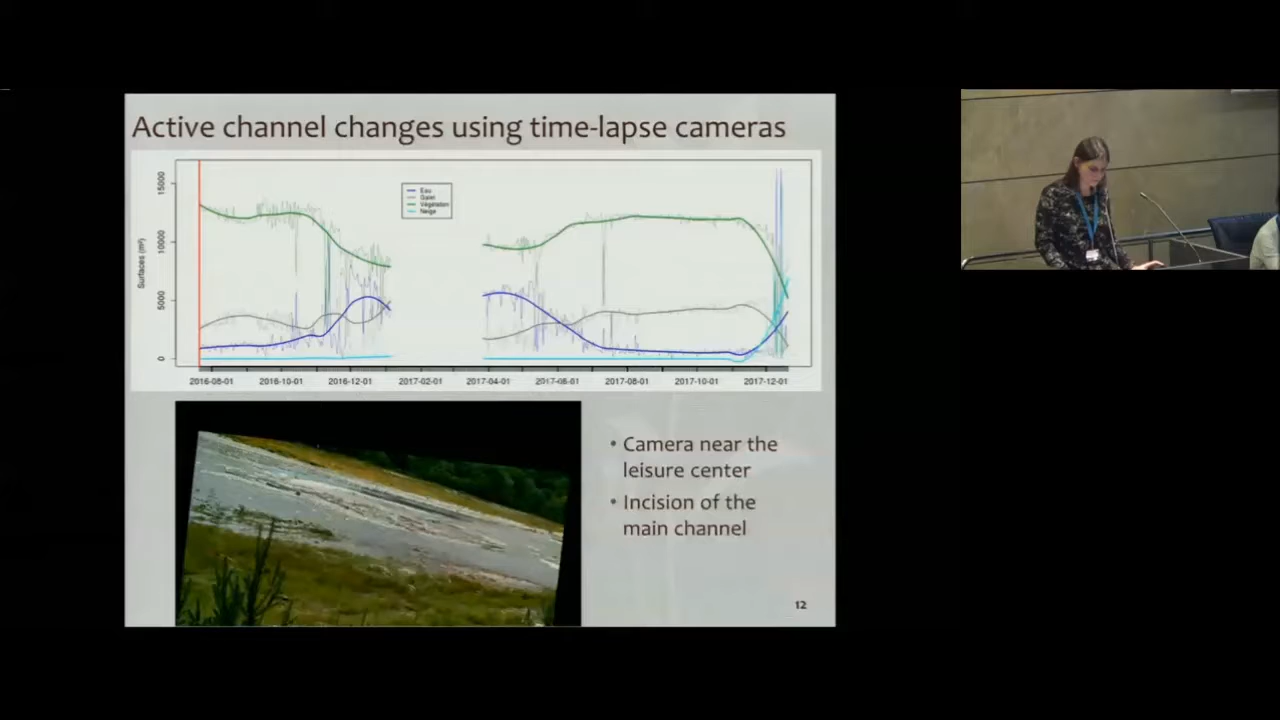 Active channel changes using time-lapse cameras
15000
10000
5000
0
Surfaces (m²)
Eau
Galet
Végétation
Neige
2016-08-01 2016-10-01 2016-12-01 2017-02-01 2017-04-01 2017-06-01 2017-08-01 2017-10-01 2017-12-01
• Camera near the
leisure center
• Incision of the
main channel
12